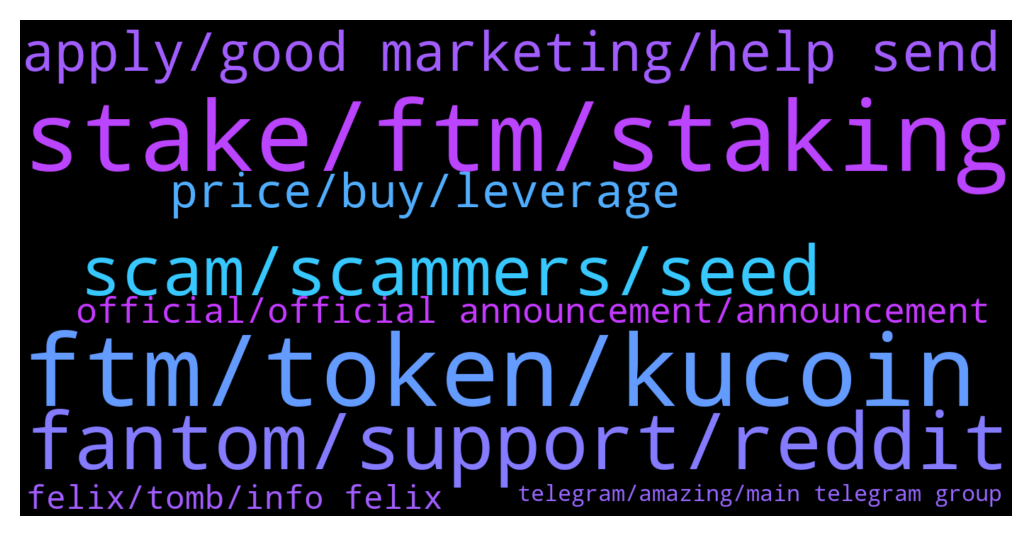 apply/good marketing/help send
stake/ftm/staking
price/buy/leverage
scam/scammers/seed
official/official announcement/announcement
ftm/token/kucoin
fantom/support/reddit
felix/tomb/info felix
telegram/amazing/main telegram group